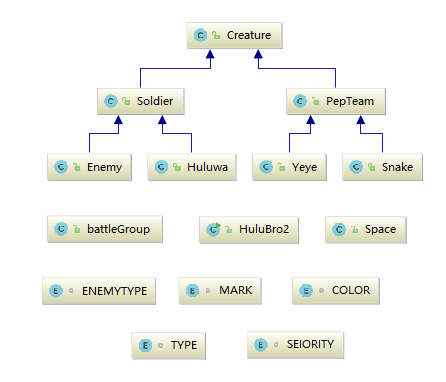 Creature
Soldier PepTeam
Enemy Huluwa Yeye Snake
battleGroup HuluBro2 Space
ENEMYTYPE MARK COLOR
TYPE SEIORITY